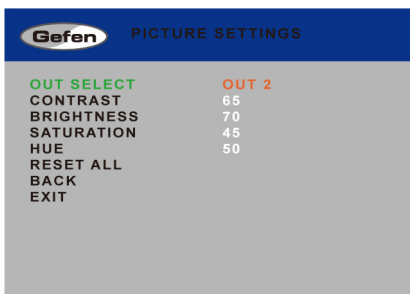 Gefen PICTURE SETTINGS
OUT SELECT OUT 2
CONTRAST 65
BRIGHTNESS 70
SATURATION 45
HUE 50
RESET ALL
BACK
EXIT